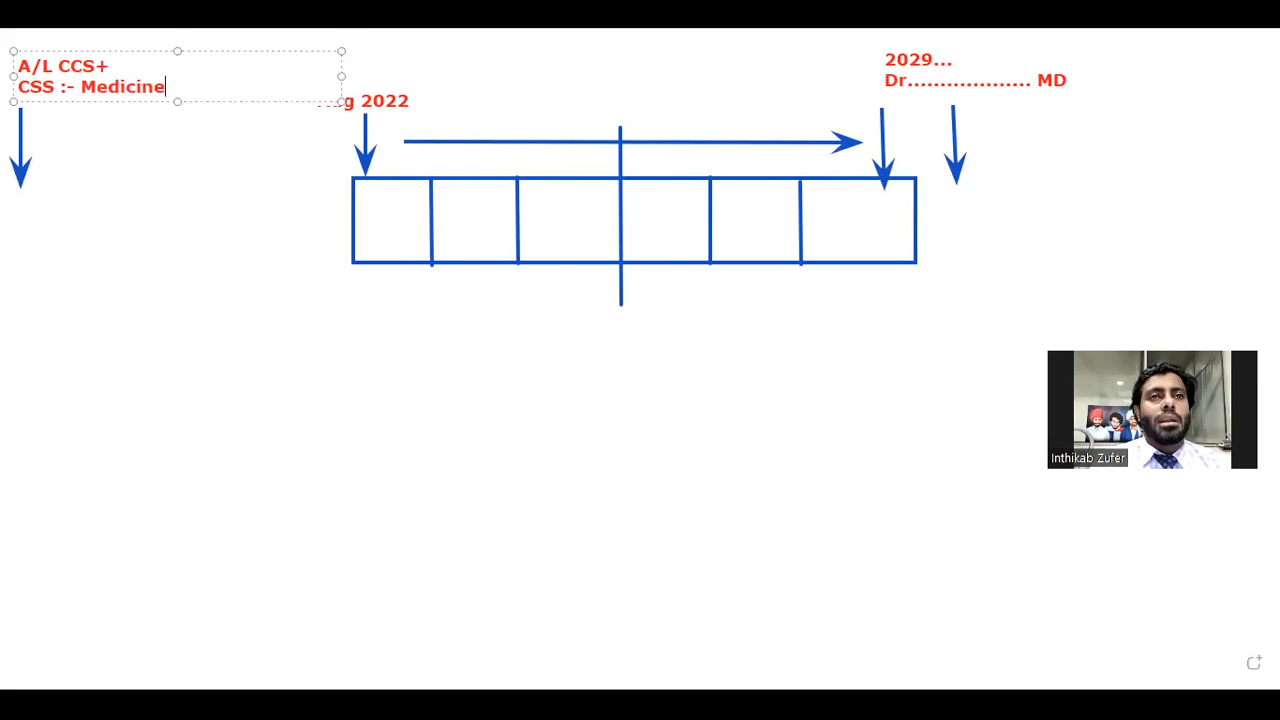 A/L CCS+
CSS :- Medicine
2022
2029...
Dr................... MD
Inthikab Zufer